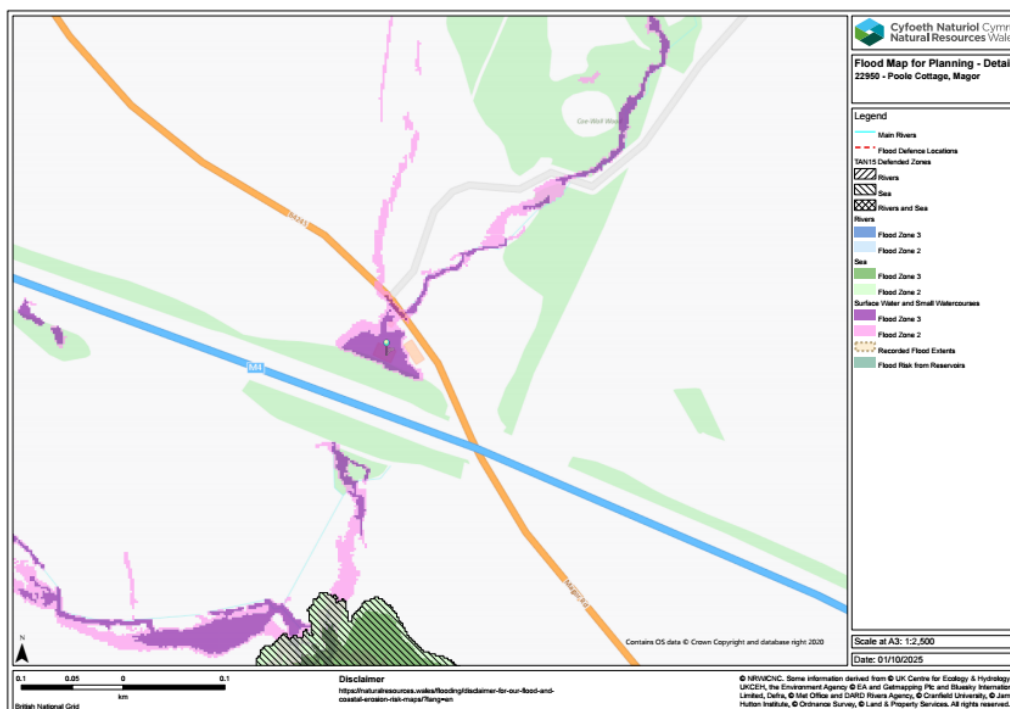 Cyfoeth Naturiol Cym
Natural Resources Wale
Flood Map for Planning - Detai
22950 - Poole Cottage, Magor
Legend
Main Rivers
Flood Defence Locations
TAN15 Defended Zones
Rivers
Sea
Rivers and Sea
Rivers
Flood Zone 3
Flood Zone 2
Sea
Flood Zone 3
Flood Zone 2
Surface Water and Small Watercourses
Flood Zone 3
Flood Zone 2
Recorded Flood Extents
Flood Risk from Reservoirs
M4
Magor Rd
N
Contains OS data © Crown Copyright and database right 2020
Scale at A3: 1:2,500
Date: 01/10/2025
0.1 0.05 0 0.1
km
British National Grid
Disclaimer
https://naturalresources.wales/flooding/disclaimer-for-our-flood-and-
coastal-erosion-risk-maps/?lang=en
© NRW/CNC. Some information derived from © UK Centre for Ecology & Hydrology
UKCEH, the Environment Agency © EA and Getmapping Plc and Bluesky Internation
Limited, Defra, © Met Office and DARD Rivers Agency, © Cranfield University, © Jam
Hutton Institute, © Ordnance Survey, © Land & Property Services. All rights reserved.